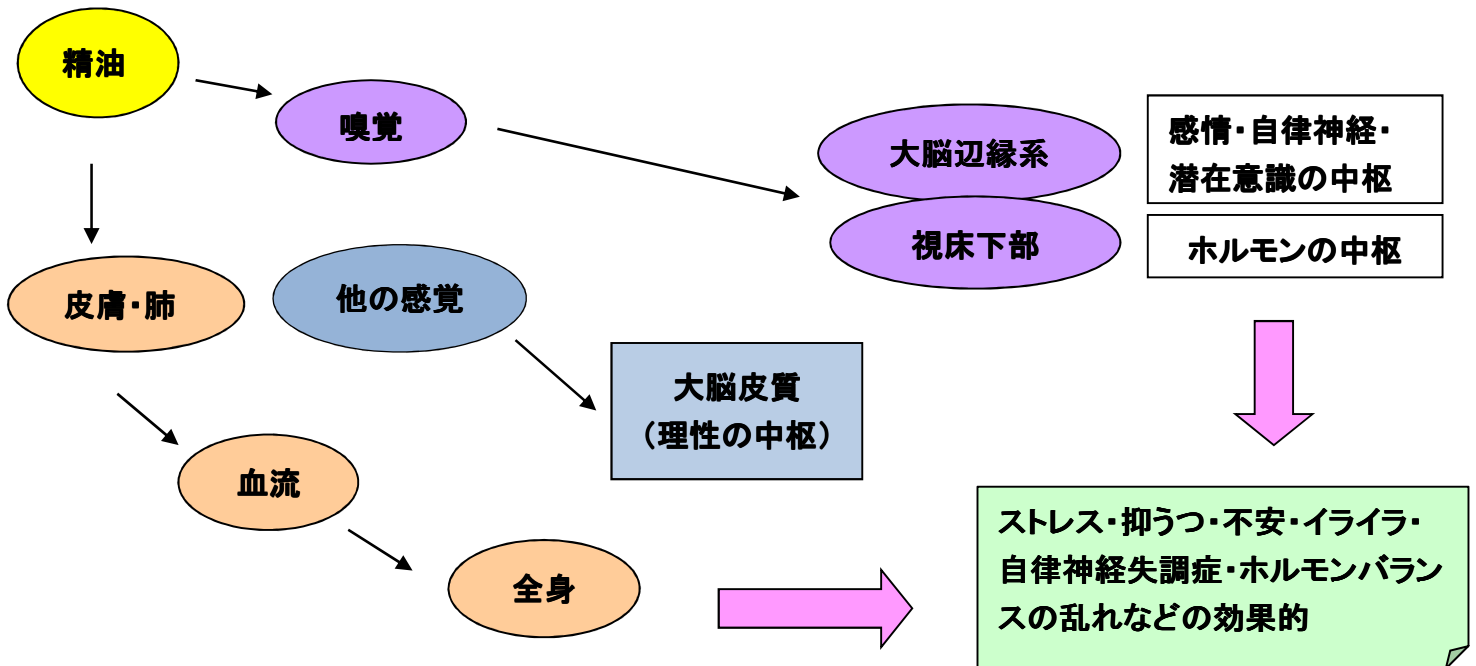 精油
嗅覚
大脳辺縁系
視床下部
感情・自律神経・
潜在意識の中枢
ホルモンの中枢
皮膚・肺
他の感覚
大脳皮質
（理性の中枢）
血流
全身
ストレス・抑うつ・不安・イライラ・
自律神経失調症・ホルモンバラン
スの乱れなどの効果的